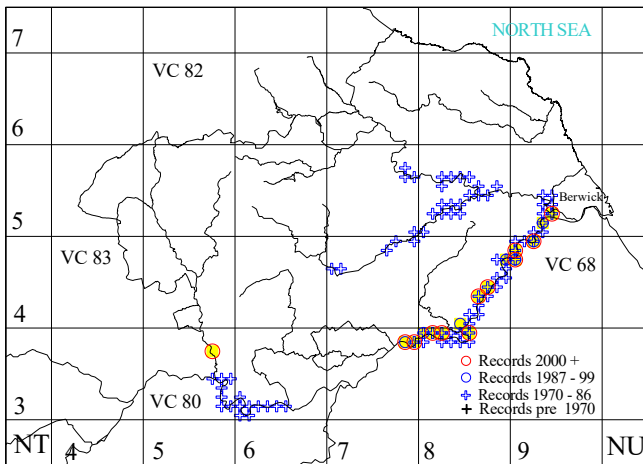 NORTH SEA
7
VC 82
6
Berwick
5
VC 83
VC 68
4
Records 2000 +
Records 1987 - 99
Records 1970 - 86
VC 80
Records pre 1970
3
NT 4 5 6 7 8 9 NU